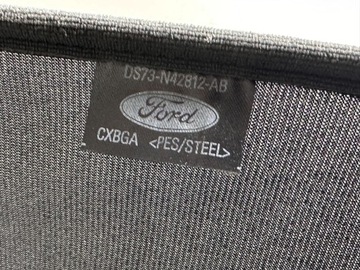 DS73-N42812-AB
Ford
CXBGA <PES/STEEL>